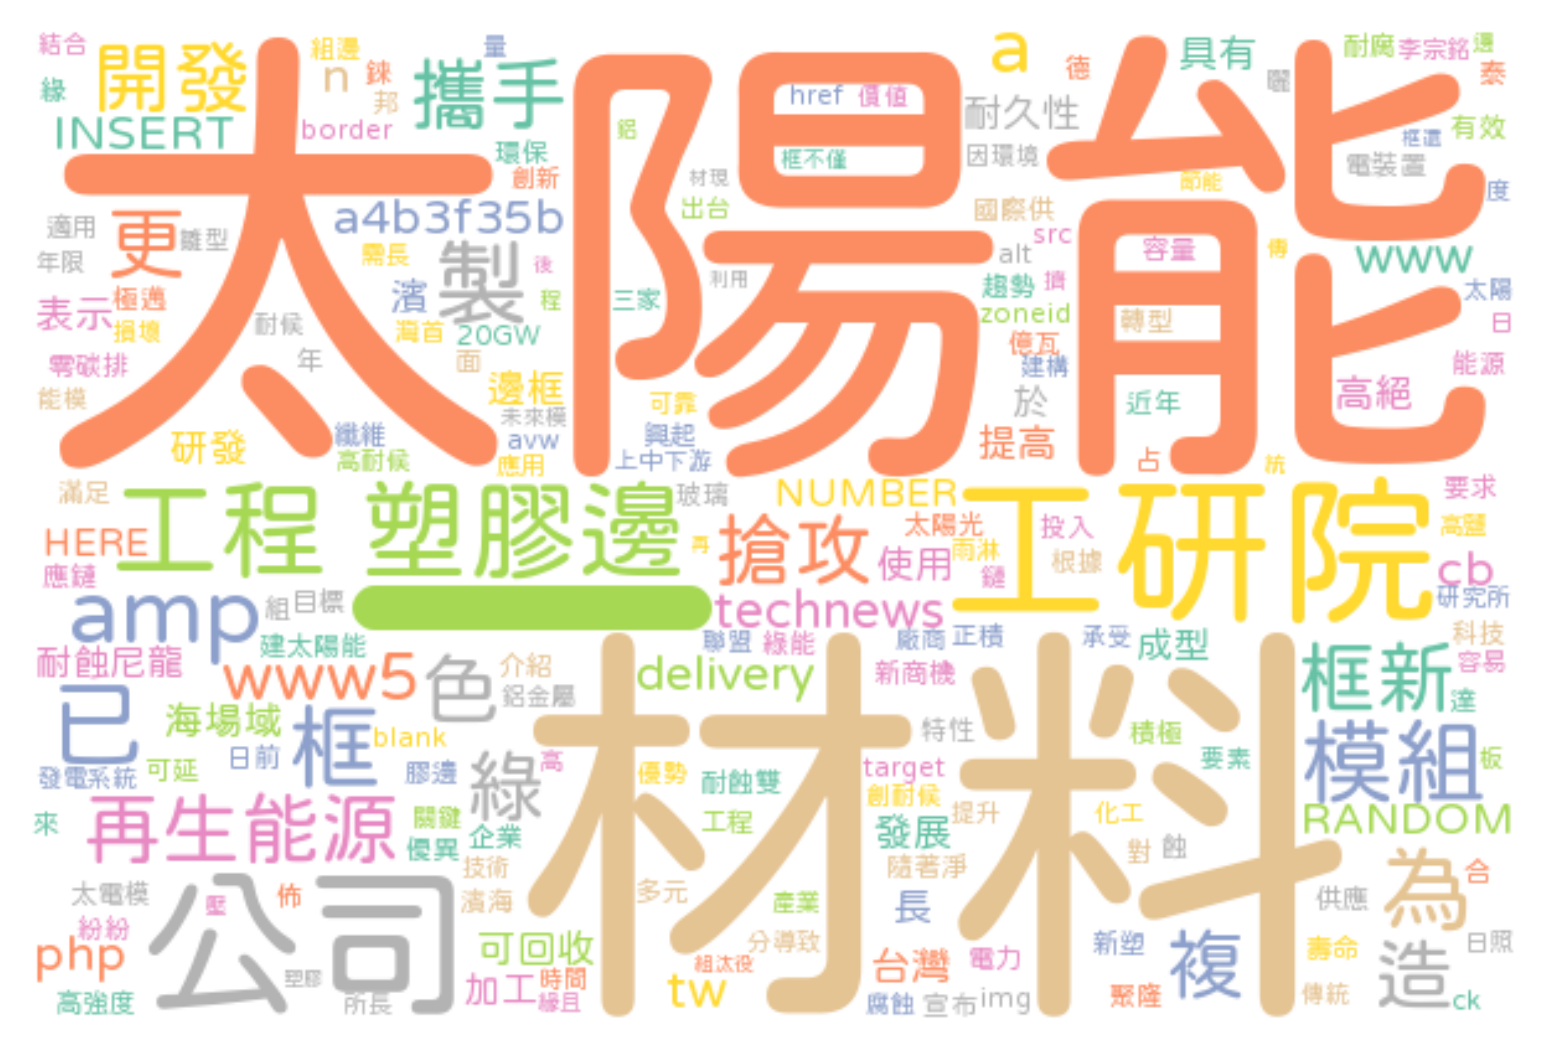 結合
組邊
量
a
德
具有
耐腐
李宗銘
邊
開發
n
錸
攜手
太陽能
曬
泰
緣
邦
href
價值
耐久性
INSERT
border
鋁
有效
框還
環保
框不僅
因環境
電裝置
創新
材現
節能
度
適用
更
雛型
a4b3f35b
出台
國際供
src
年限
需長
製
後
利用
alt
容量
傳
www
表示
極邁
濱
程
三家
趨勢
擠
太陽
損壞
耐候
灣首
20GW
zoneid
轉型
日
零碳排
年
面
億瓦
建構
能源
能模
邊框
可靠
於
近年
高絕
研發
纖維
未來模
avw
興起
提高
高耐候
應用
上中下游
占
統
滿足
工程
塑膠邊
玻璃
NUMBER
工研院
要求
HERE
再
搶攻
太陽光
投入
高鹽
應鏈
使用
雨淋
鏈
根據
cb
amp
組
目標
technews
研究所
建太陽能
聯盟
綠能
廠商
正積
承受
成型
科技
耐蝕尼龍
www5
色
介紹
delivery
材料
新商機
框新
容易
鋁金屬
達
已
海場域
框
blank
特性
積極
模組
日前
膠邊
綠
高
優勢
耐蝕雙
target
要素
板
發電系統
可延
創耐候
來
再生能源
關鍵
企業
工程
發展
提升
化工
RANDOM
優異
技術
隨著淨
對
蝕
太電模
壓
佈
公司
濱海
多元
產業
長
供應
為
合
紛紛
php
可回收
分導致
新塑
複
壽命
造
日照
塑膠
加工
時間
組汰役
台灣
電力
高強度
所長
緣且
tw
腐蝕
宣布
img
聚隆
傳統
ck